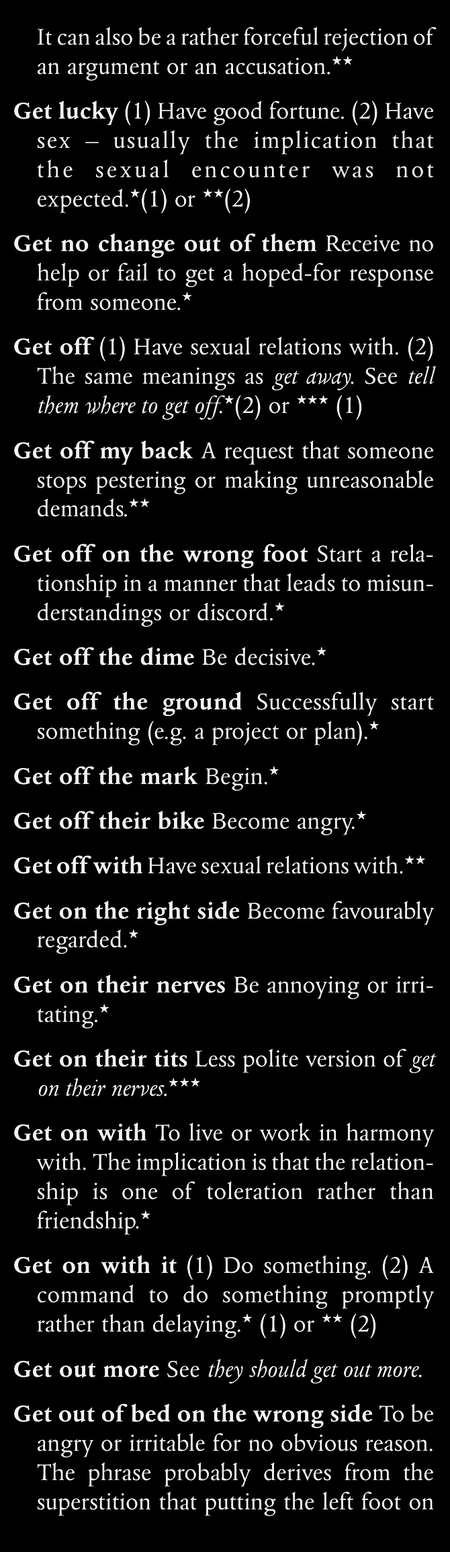 It can also be a rather forceful rejection of
an argument or an accusation.★★
Get lucky (1) Have good fortune. (2) Have
sex – usually the implication that
the sexual encounter was not
expected.★(1) or ★★(2)
Get no change out of them Receive no
help or fail to get a hoped-for response
from someone.★
Get off (1) Have sexual relations with. (2)
The same meanings as get away. See tell
them where to get off.★(2) or ★★★ (1)
Get off my back A request that someone
stops pestering or making unreasonable
demands.★★
Get off on the wrong foot Start a rela-
tionship in a manner that leads to misun-
derstandings or discord.★
Get off the dime Be decisive.★
Get off the ground Successfully start
something (e.g. a project or plan).★
Get off the mark Begin.★
Get off their bike Become angry.★
Get off with Have sexual relations with.★★
Get on the right side Become favourably
regarded.★
Get on their nerves Be annoying or irri-
tating.★
Get on their tits Less polite version of get
on their nerves.★★★
Get on with To live or work in harmony
with. The implication is that the relation-
ship is one of toleration rather than
friendship.★
Get on with it (1) Do something. (2) A
command to do something promptly
rather than delaying.★ (1) or ★★ (2)
Get out more See they should get out more.
Get out of bed on the wrong side To be
angry or irritable for no obvious reason.
The phrase probably derives from the
superstition that putting the left foot on